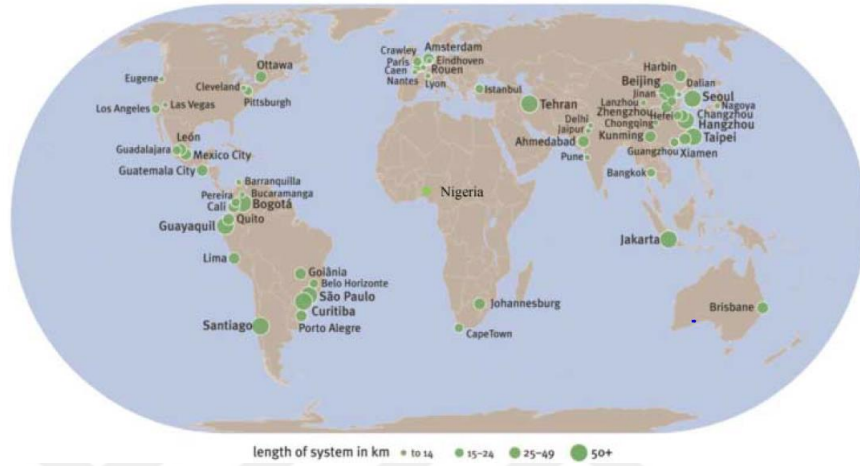 Crawley
Amsterdam
Paris
Eindhoven
Caen
Rouen
Nantes
Lyon
Ottawa
Eugene
Cleveland
Pittsburgh
Los Angeles
Las Vegas
Istanbul
Tehran
Harbin
Beijing
Dalian
Jinan
Seoul
Lanzhou
Nagoya
Zhengzhou
Hefei
Changzhou
Chongqing
Hangzhou
Delhi
Jaipur
Kunming
Taipei
Ahmedabad
Guangzhou
Xiamen
Pune
Bangkok
León
Guadalajara
Mexico City
Guatemala City
Barranquilla
Pereira
Bucaramanga
Cali
Bogotá
Quito
Guayaquil
Nigeria
Jakarta
Lima
Goiânia
Belo Horizonte
São Paulo
Curitiba
Porto Alegre
Santiago
Johannesburg
CapeTown
Brisbane
length of system in km to 14 15–24 25–49 50+